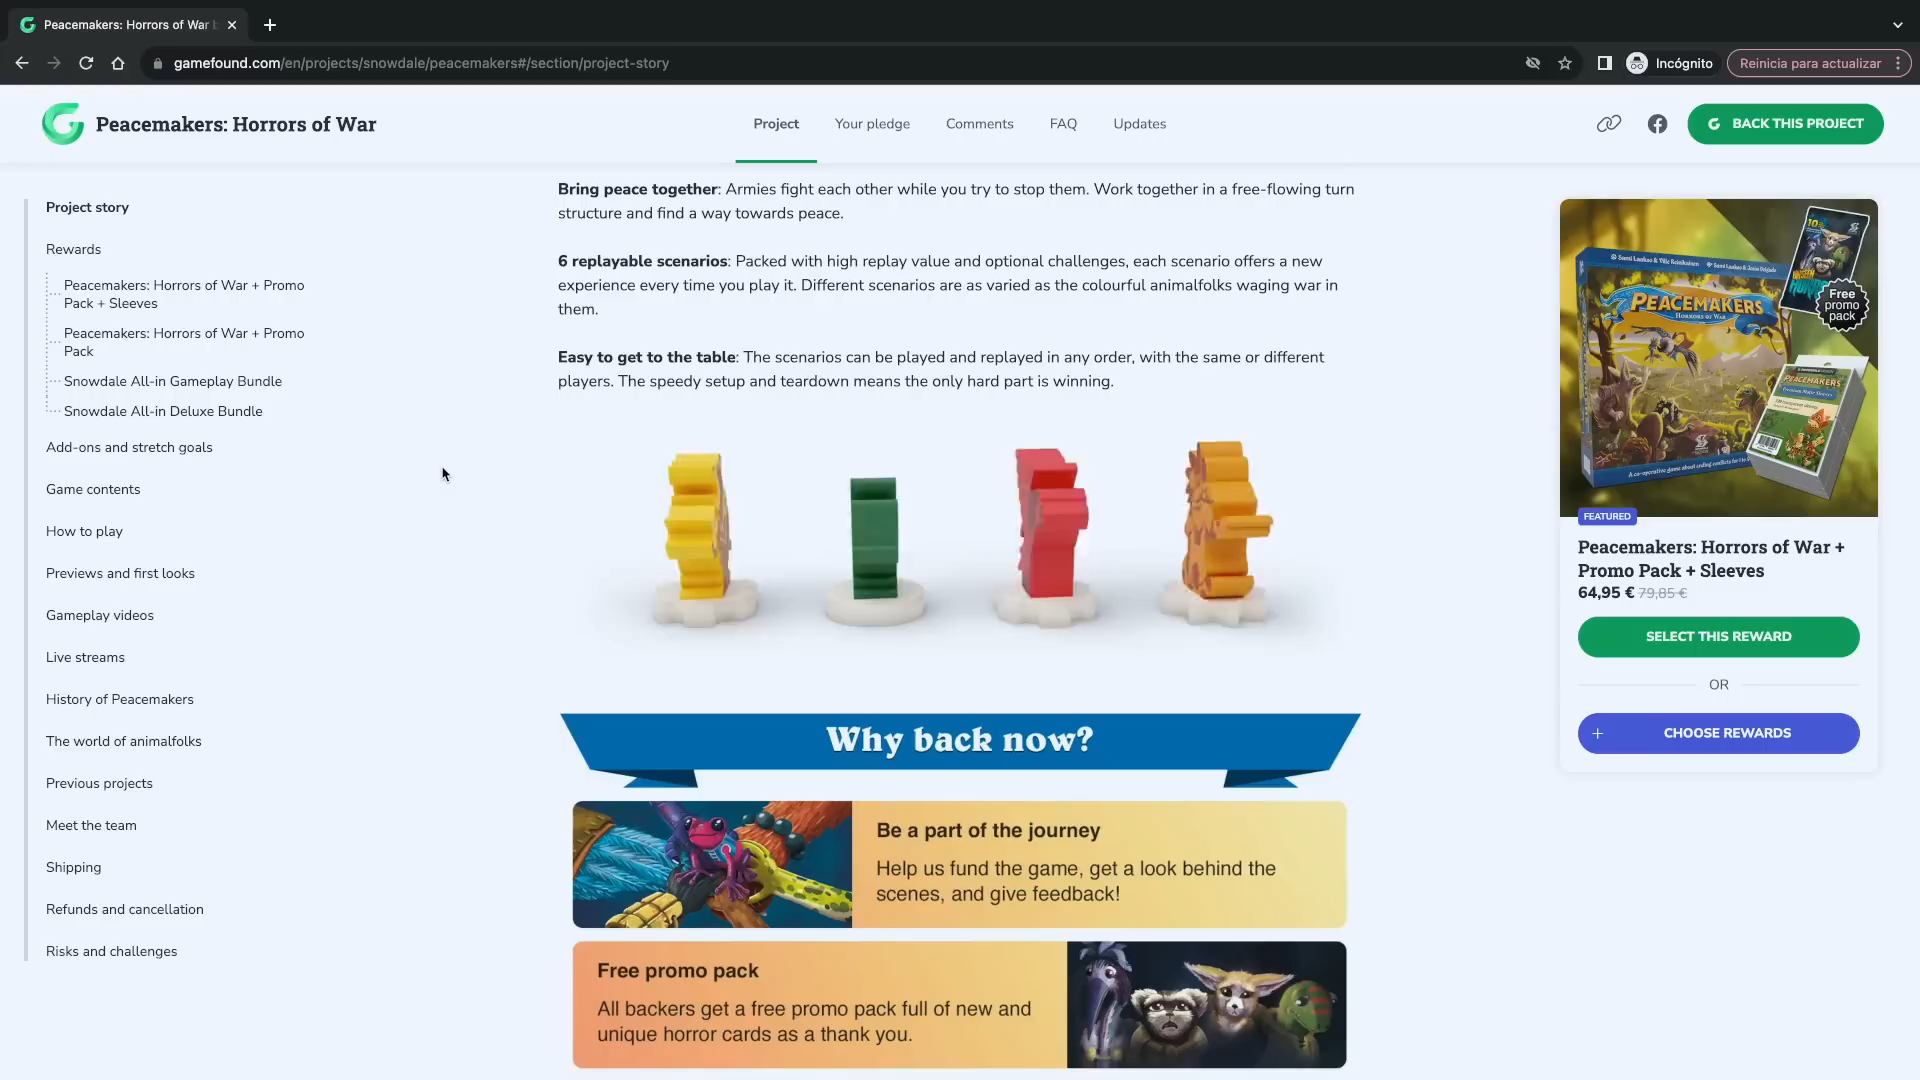 Peacemakers: Horrors of War
gamefound.com/en/projects/snowdale/peacemakers#/section/project-story
Incógnito
Reinicia para actualizar
Peacemakers: Horrors of War
Project
Your pledge
Comments
FAQ
Updates
BACK THIS PROJECT
Project story
Rewards
Peacemakers: Horrors of War + Promo
Pack + Sleeves
Peacemakers: Horrors of War + Promo
Pack
Snowdale All-in Gameplay Bundle
Snowdale All-in Deluxe Bundle
Add-ons and stretch goals
Game contents
How to play
Previews and first looks
Gameplay videos
Live streams
History of Peacemakers
The world of animalfolks
Previous projects
Meet the team
Shipping
Refunds and cancellation
Risks and challenges
Bring peace together: Armies fight each other while you try to stop them. Work together in a free-flowing turn
structure and find a way towards peace.
6 replayable scenarios: Packed with high replay value and optional challenges, each scenario offers a new
experience every time you play it. Different scenarios are as varied as the colourful animalfolks waging war in
them.
Easy to get to the table: The scenarios can be played and replayed in any order, with the same or different
players. The speedy setup and teardown means the only hard part is winning.
Why back now?
Be a part of the journey
Help us fund the game, get a look behind the
scenes, and give feedback!
Free promo pack
All backers get a free promo pack full of new and
unique horror cards as a thank you.
PEACEMAKERS
HORRORS OF WAR
Free
promo
pack
PEACEMAKERS
FEATURED
Peacemakers: Horrors of War +
Promo Pack + Sleeves
64,95 € 79,85 €
SELECT THIS REWARD
OR
+ CHOOSE REWARDS